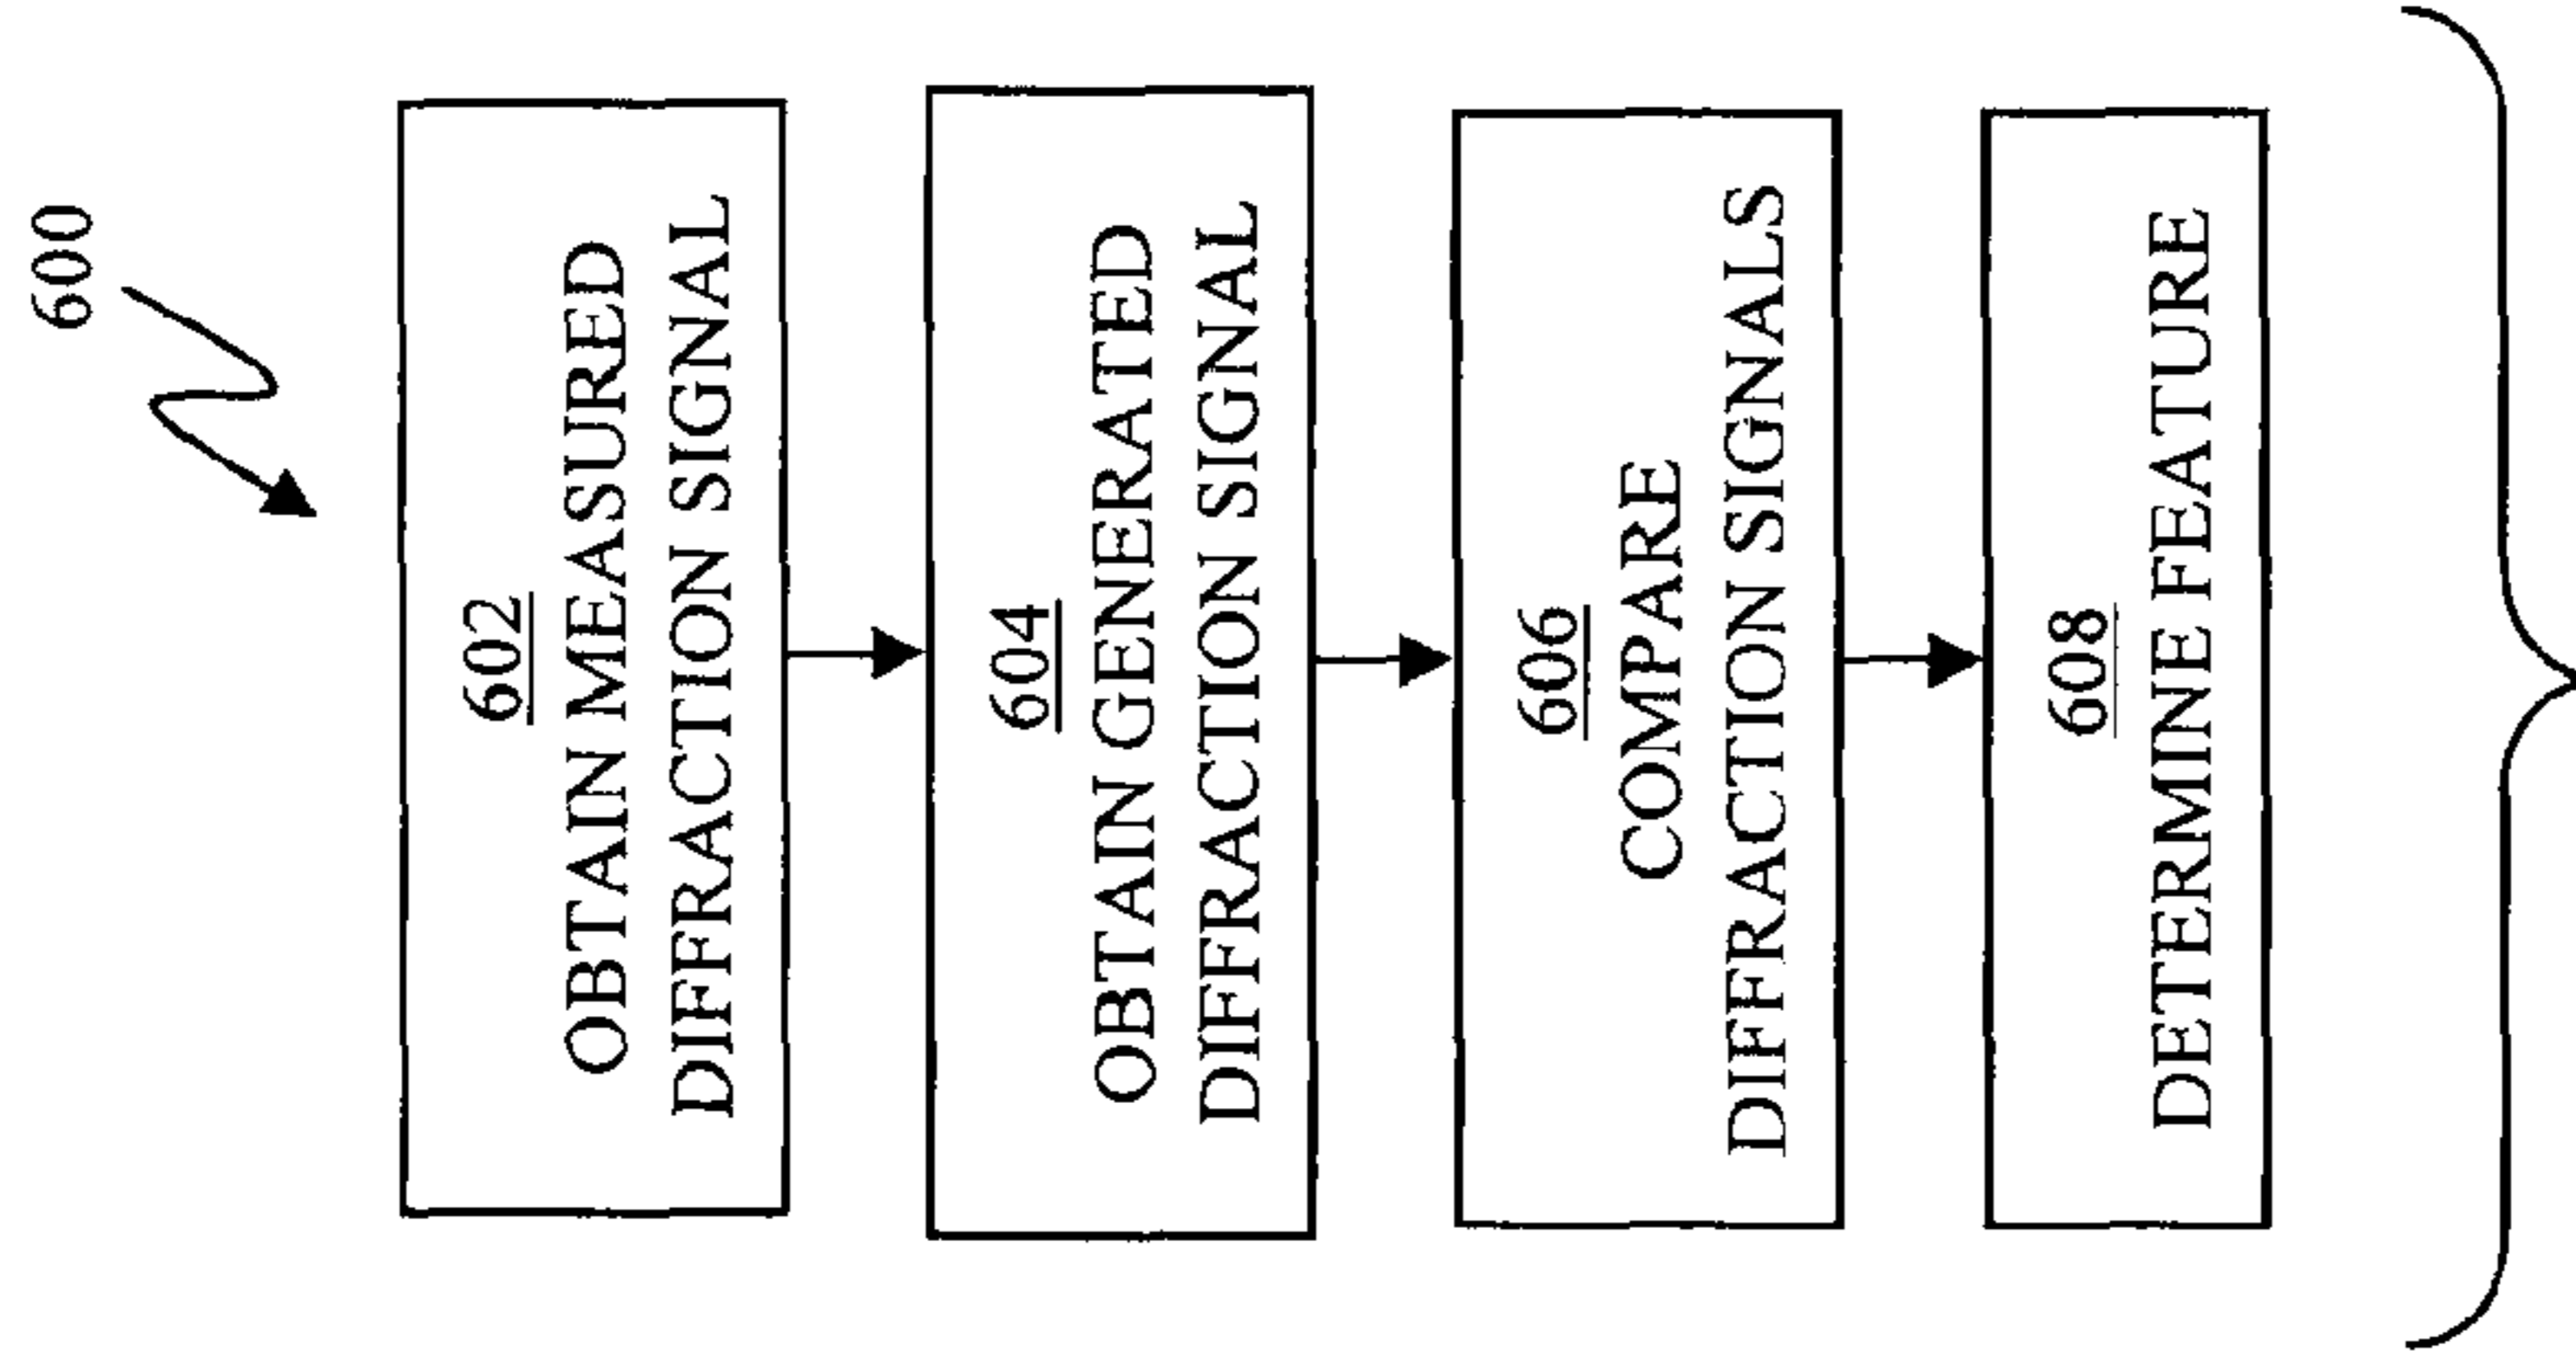 600
602
OBTAIN MEASURED
DIFFRACTION SIGNAL
604
OBTAIN GENERATED
DIFFRACTION SIGNAL
606
COMPARE
DIFFRACTION SIGNALS
608
DETERMINE FEATURE